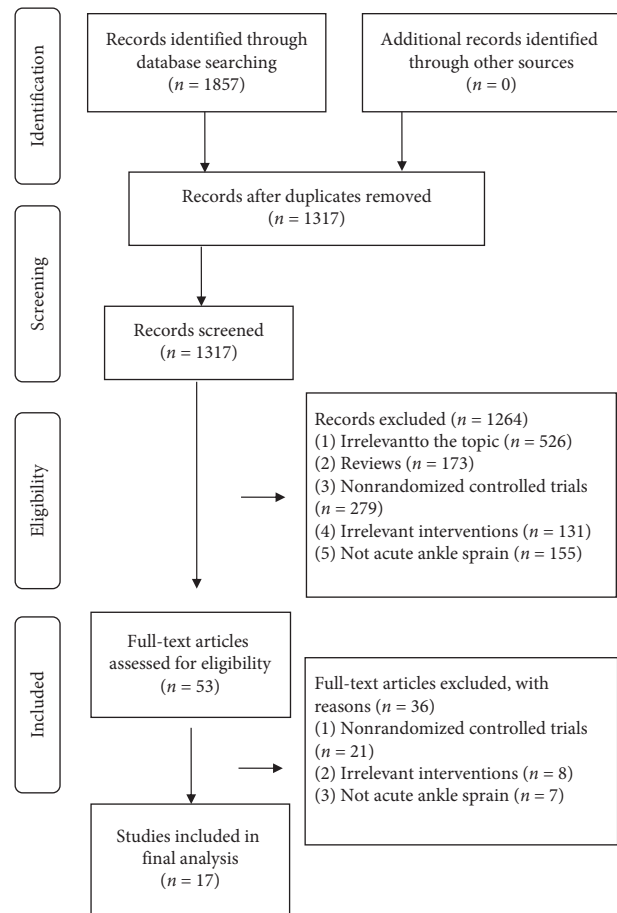 Identification
Records identified through
database searching
(n = 1857)
Additional records identified
through other sources
(n = 0)
Records after duplicates removed
(n = 1317)
Screening
Records screened
(n = 1317)
Eligibility
Records excluded (n = 1264)
(1) Irrelevantto the topic (n = 526)
(2) Reviews (n = 173)
(3) Nonrandomized controlled trials
(n = 279)
(4) Irrelevant interventions (n = 131)
(5) Not acute ankle sprain (n = 155)
Included
Full-text articles
assessed for eligibility
(n = 53)
Full-text articles excluded, with
reasons (n = 36)
(1) Nonrandomized controlled trials
(n = 21)
(2) Irrelevant interventions (n = 8)
(3) Not acute ankle sprain (n = 7)
Studies included in
final analysis
(n = 17)